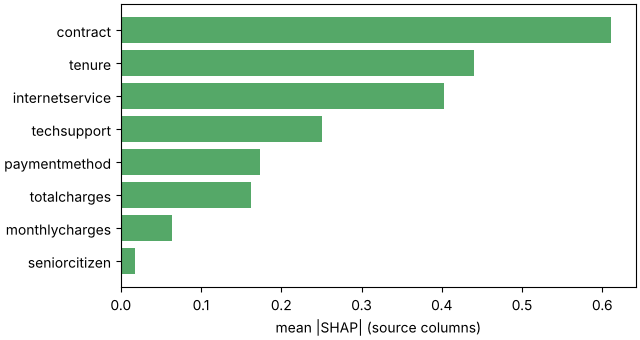 contract
tenure
internetservice
techsupport
paymentmethod
totalcharges
monthlycharges
seniorcitizen
0.0 0.1 0.2 0.3 0.4 0.5 0.6
mean |SHAP| (source columns)